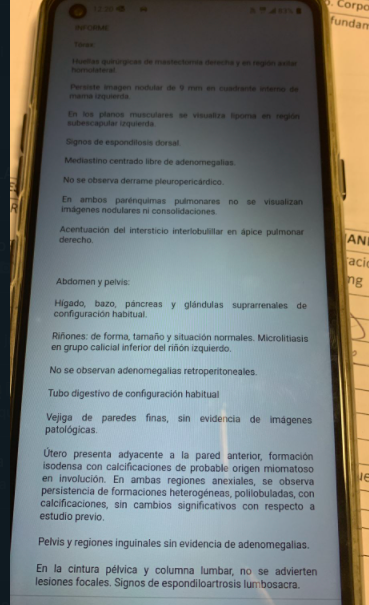 12:30
INFORME
Tórax:
Huellas quirúrgicas de mastectomía derecha y en región axilar
homolateral.
Persiste imagen nodular de 9 mm en cuadrante interno de
mama izquierda.
En los planos musculares se visualiza lipoma en región
subescapular izquierda.
Signos de espondilosis dorsal.
Mediastino centrado libre de adenomegalias.
No se observa derrame pleuropericárdico.
En ambos parénquimas pulmonares no se visualizan
imágenes nodulares ni consolidaciones.
Acentuación del intersticio interlobulillar en ápice pulmonar
derecho.
Abdomen y pelvis:
Hígado, bazo, páncreas y glándulas suprarrenales de
configuración habitual.
Riñones: de forma, tamaño y situación normales. Microlitiasis
en grupo calicial inferior del riñón izquierdo.
No se observan adenomegalias retroperitoneales.
Tubo digestivo de configuración habitual
Vejiga de paredes finas, sin evidencia de imágenes
patológicas.
Útero presenta adyacente a la pared anterior, formación
isodensa con calcificaciones de probable origen miomatoso
en involución. En ambas regiones anexiales, se observa
persistencia de formaciones heterogéneas, polilobuladas, con
calcificaciones, sin cambios significativos con respecto a
estudio previo.
Pelvis y regiones inguinales sin evidencia de adenomegalias.
En la cintura pélvica y columna lumbar, no se advierten
lesiones focales. Signos de espondiloartrosis lumbosacra.